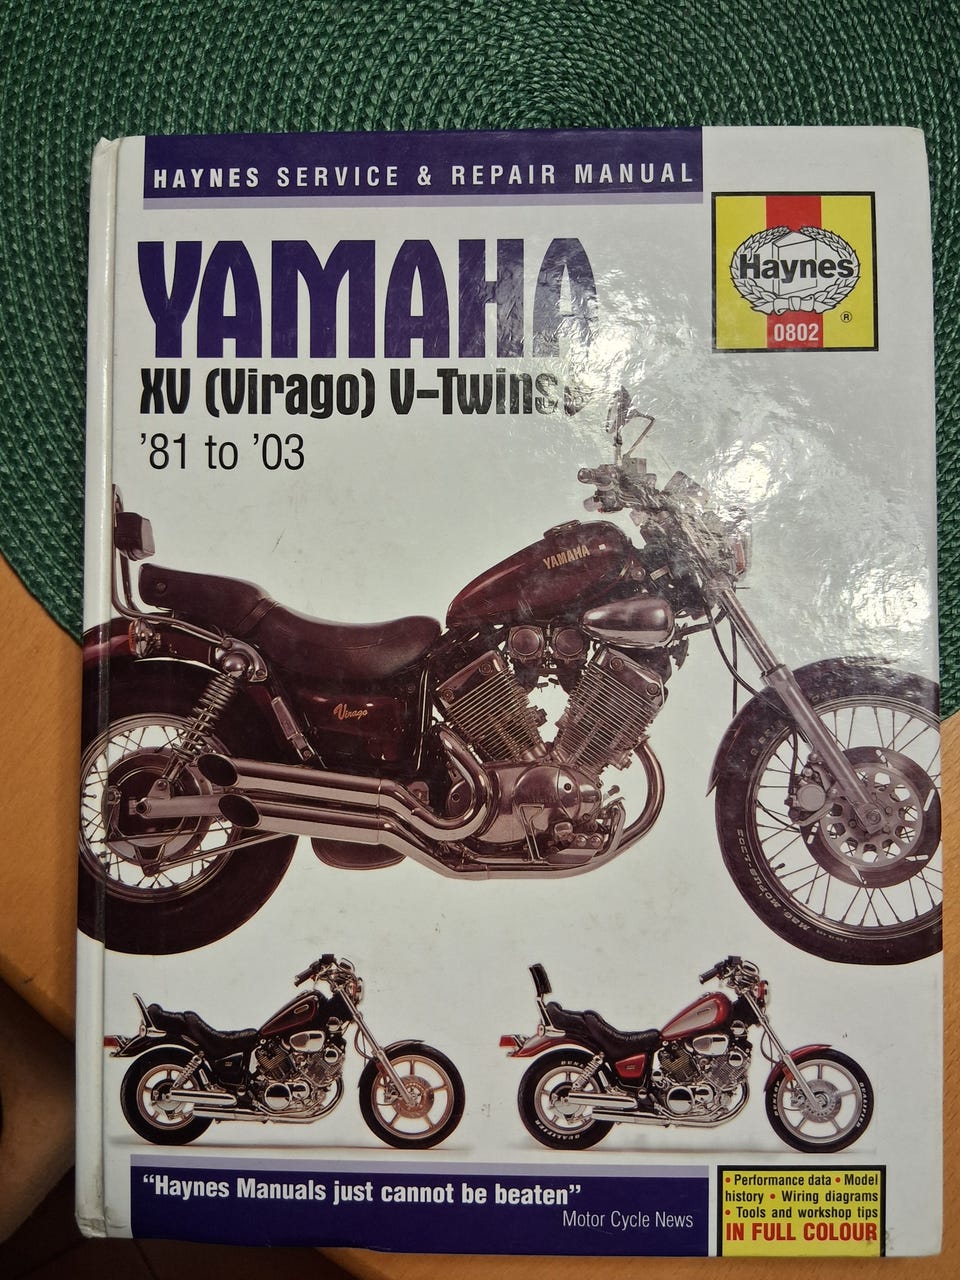 HAYNES SERVICE & REPAIR MANUAL
Haynes
®
0802
YAMAHA
XV (Virago) V-Twins
'81 to '03
YAMAHA
Virago
“Haynes Manuals just cannot be beaten”
Motor Cycle News
• Performance data • Model
history • Wiring diagrams
• Tools and workshop tips
IN FULL COLOUR